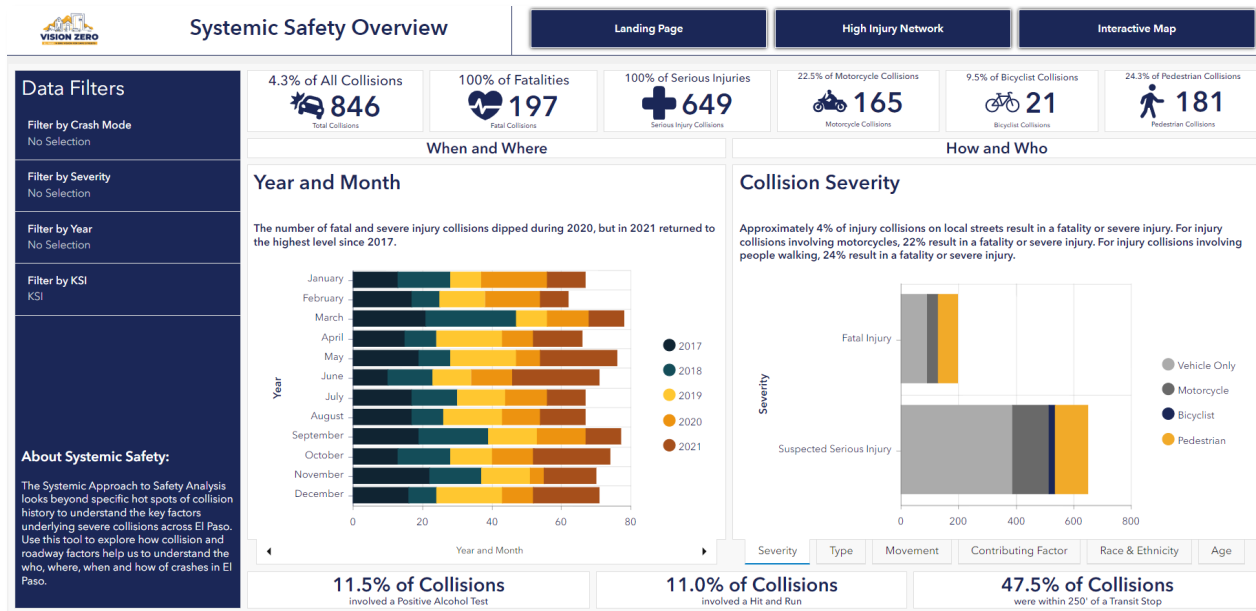 VISION ZERO
Systemic Safety Overview
Landing Page
High Injury Network
Interactive Map
Data Filters
Filter by Crash Mode
No Selection
Filter by Severity
No Selection
Filter by Year
No Selection
Filter by KSI
KSI
About Systemic Safety:
The Systemic Approach to Safety Analysis
looks beyond specific hot spots of collision
history to understand the key factors
underlying severe collisions across El Paso.
Use this tool to explore how collision and
roadway factors help us to understand the
who, where, when and how of crashes in El
Paso.
4.3% of All Collisions
846
Total Collisions
100% of Fatalities
197
Fatal Collisions
100% of Serious Injuries
649
Serious Injury Collisions
22.5% of Motorcycle Collisions
165
Motorcycle Collisions
9.5% of Bicyclist Collisions
21
Bicyclist Collisions
24.3% of Pedestrian Collisions
181
Pedestrian Collisions
When and Where
Year and Month
The number of fatal and severe injury collisions dipped during 2020, but in 2021 returned to
the highest level since 2017.
Year
January
February
March
April
May
June
July
August
September
October
November
December
0 20 40 60 80
2017
2018
2019
2020
2021
Year and Month
How and Who
Collision Severity
Approximately 4% of injury collisions on local streets result in a fatality or severe injury. For injury
collisions involving motorcycles, 22% result in a fatality or severe injury. For injury collisions involving
people walking, 24% result in a fatality or severe injury.
Severity
Fatal Injury
Suspected Serious Injury
0 200 400 600 800
Vehicle Only
Motorcycle
Bicyclist
Pedestrian
Severity Type Movement Contributing Factor Race & Ethnicity Age
11.5% of Collisions
involved a Positive Alcohol Test
11.0% of Collisions
involved a Hit and Run
47.5% of Collisions
were within 250' of a Transit Stop